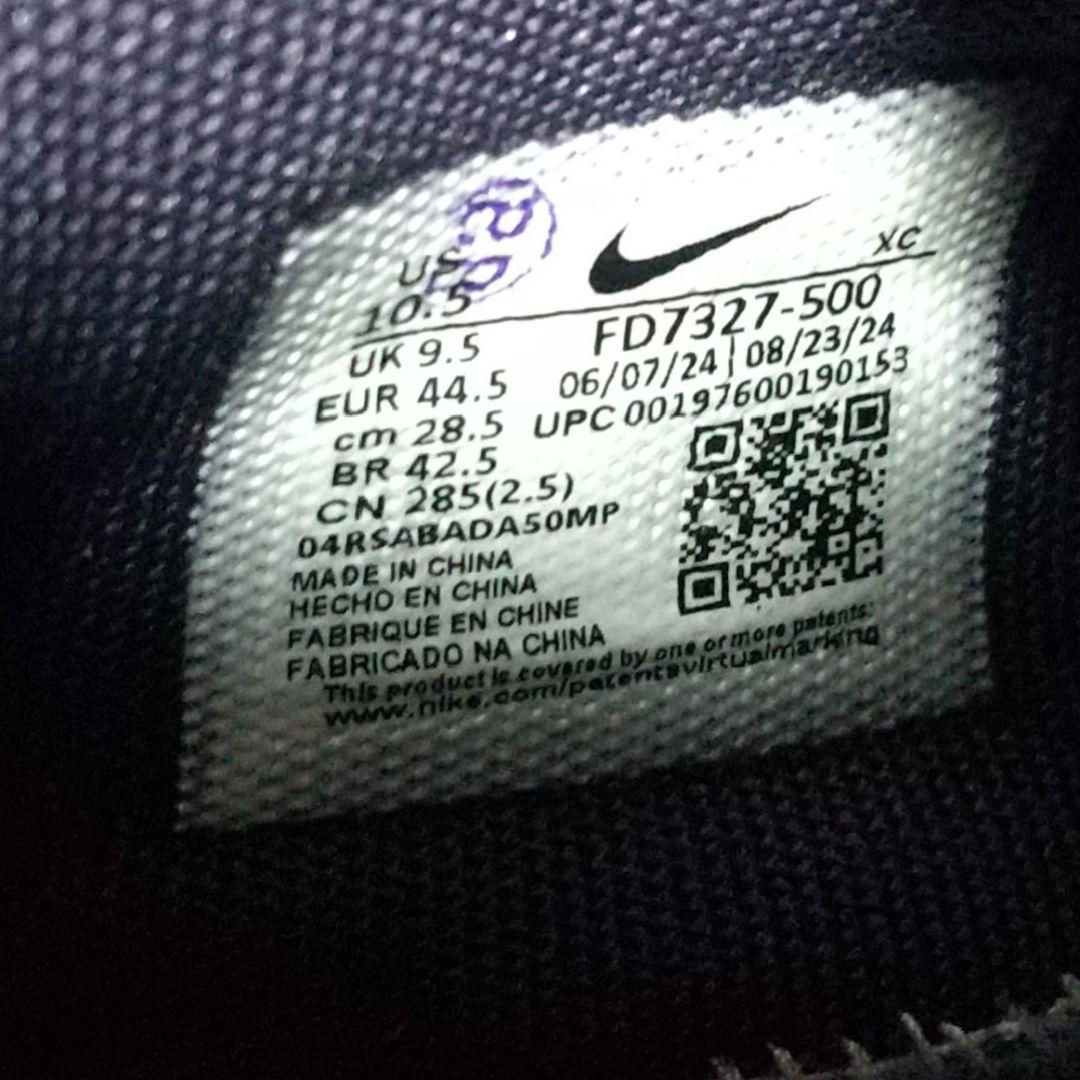 US
10.5
XC
UK 9.5
EUR 44.5
cm 28.5
BR 42.5
CN 285(2.5)
FD7327-500
06/07/24 | 08/23/24
UPC 00197600190153
04RSABADA50MP
MADE IN CHINA
HECHO EN CHINA
FABRIQUE EN CHINE
FABRICADO NA CHINA
This product is covered by one or more patents:
www.nike.com/patentsvirtualmarking